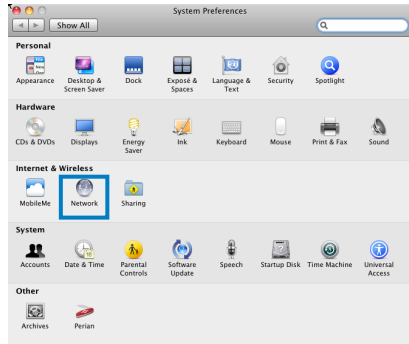 System Preferences
Show All
Personal
Appearance
Desktop &
Screen Saver
Dock
Exposé &
Spaces
Language &
Text
Security
Spotlight
Hardware
CDs & DVDs
Displays
Energy
Saver
Ink
Keyboard
Mouse
Print & Fax
Sound
Internet & Wireless
MobileMe
Network
Sharing
System
Accounts
Date & Time
Parental
Controls
Software
Update
Speech
Startup Disk
Time Machine
Universal
Access
Other
Archives
Perian